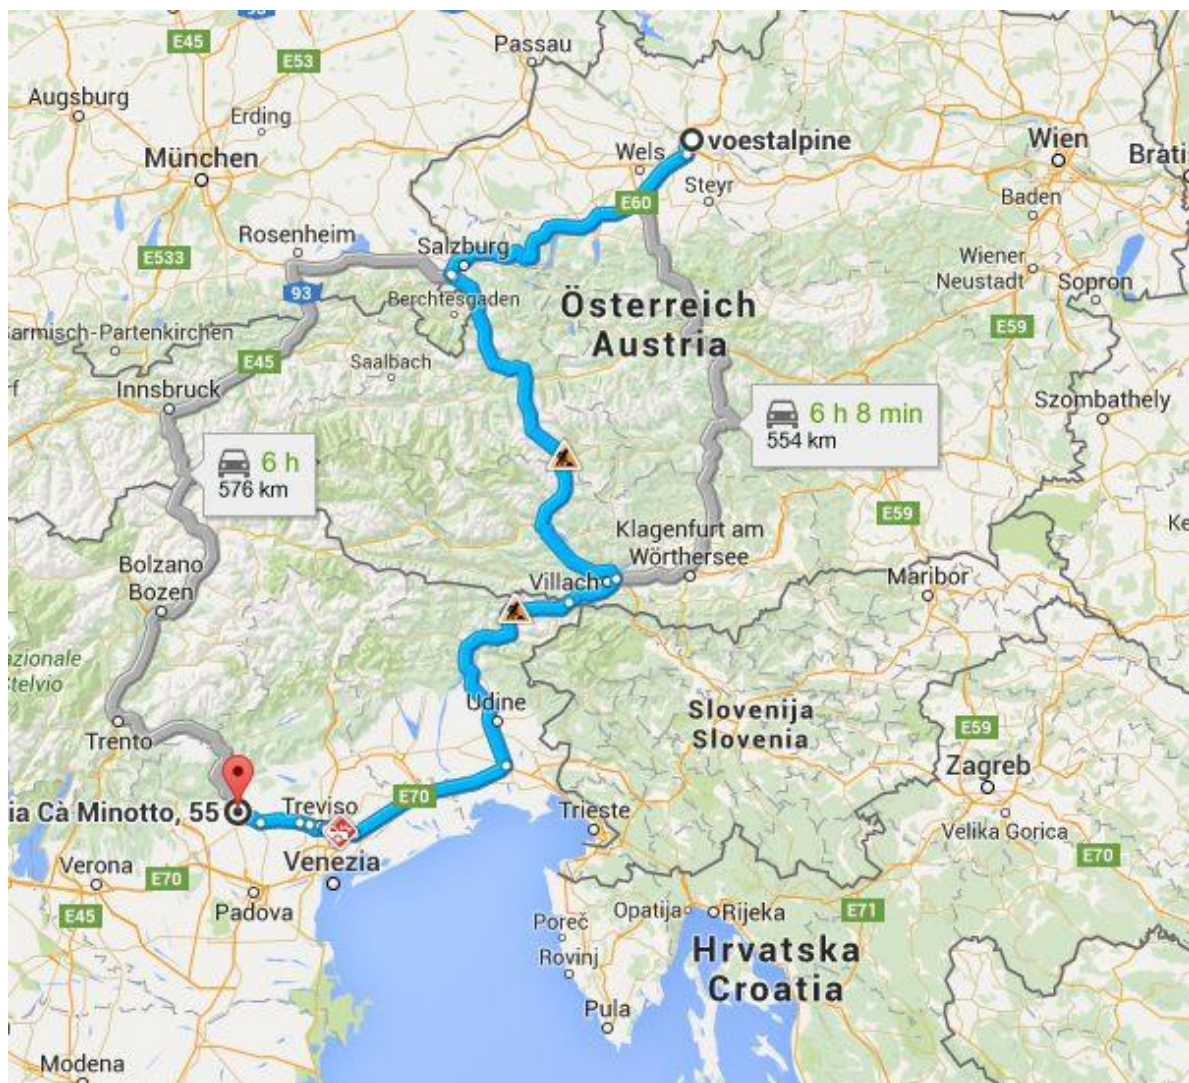 93
E45
Passau
E53
Augsburg
Erding
München
Wels
voestalpine
Wien
Brati
Steyr
Baden
E60
Rosenheim
Salzburg
E533
Wiener
Neustadt
Sopron
93
Berchtesgaden
Österreich
Austria
armisch-Partenkirchen
E59
E45
Saalbach
Innsbruck
rf
6 h 8 min
554 km
Szombathely
6 h
576 km
E59
Klagenfurt am
Wörthersee
Ke
Bolzano
Bozen
Villach
Maribor
azionale
Stelvio
Udine
Slovenija
Slovenia
Trento
E59
Zagreb
E70
ia Cà Minotto, 55
Treviso
Trieste
Velika Gorica
Venezia
Verona
E70
E70
E45
Padova
Poreč
Opatija
Rijeka
E71
Rovinj
Hrvatska
Croatia
Pula
Modena